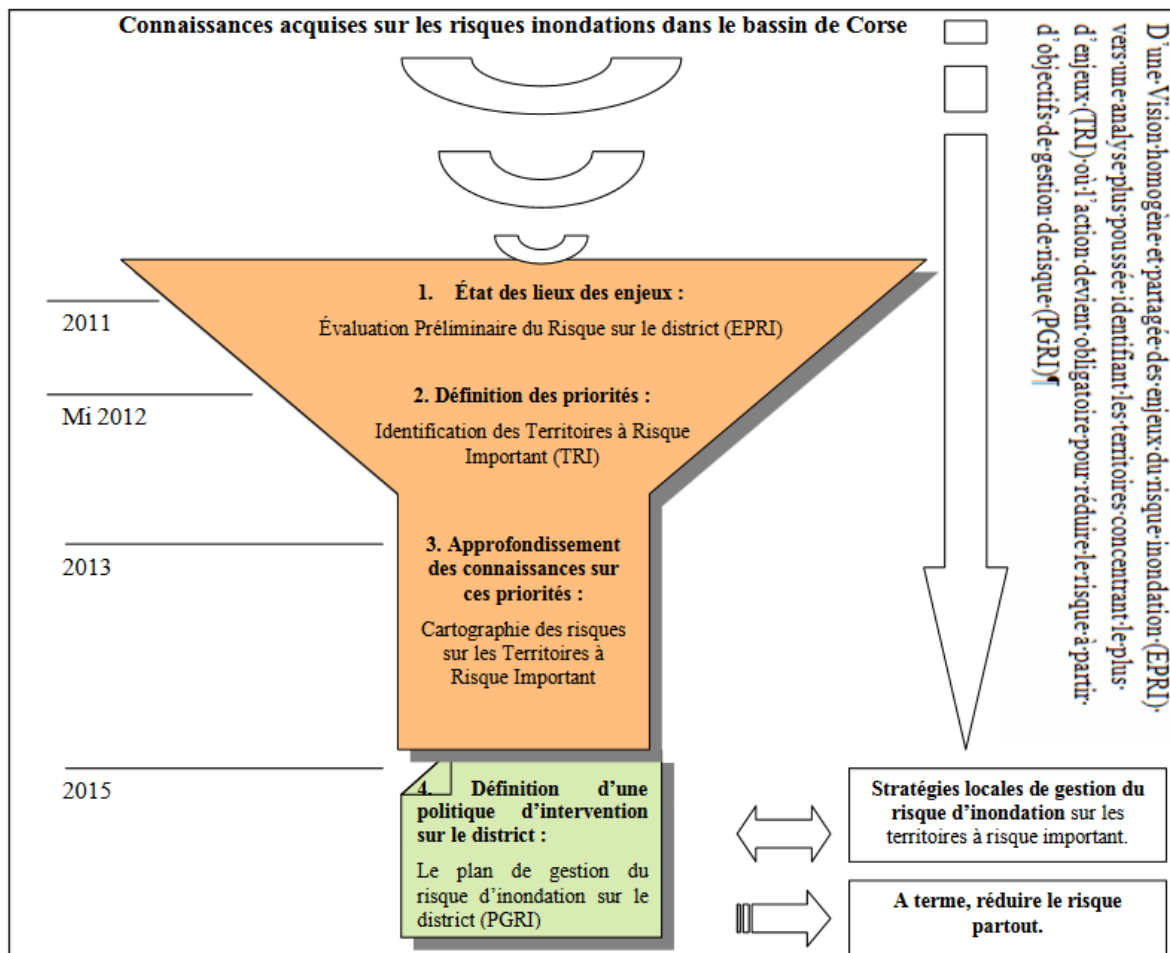 Connaissances acquises sur les risques inondations dans le bassin de Corse
1. État des lieux des enjeux :
Évaluation Préliminaire du Risque sur le district (EPRI)
2011
2. Définition des priorités :
Identification des Territoires à Risque
Important (TRI)
Mi 2012
3. Approfondissement
des connaissances sur
ces priorités :
Cartographie des risques
sur les Territoires à
Risque Important
2013
4. Définition d’une
politique d’intervention
sur le district :
Le plan de gestion du
risque d’inondation sur le
district (PGRI)
2015
D’une·Vision·homogène·et·partagée·des·enjeux·du·risque·inondation·(EPRI)·
vers·une·analyse·plus·poussée·identifiant·les·territoires·concentrant·le·plus·
d’enjeux·(TRI)·où·l’action·devient·obligatoire·pour·réduire·le·risque·à·partir·
d’objectifs·de·gestion·de·risque·(PGRI)¶
Stratégies locales de gestion du
risque d’inondation sur les
territoires à risque important.
A terme, réduire le risque
partout.